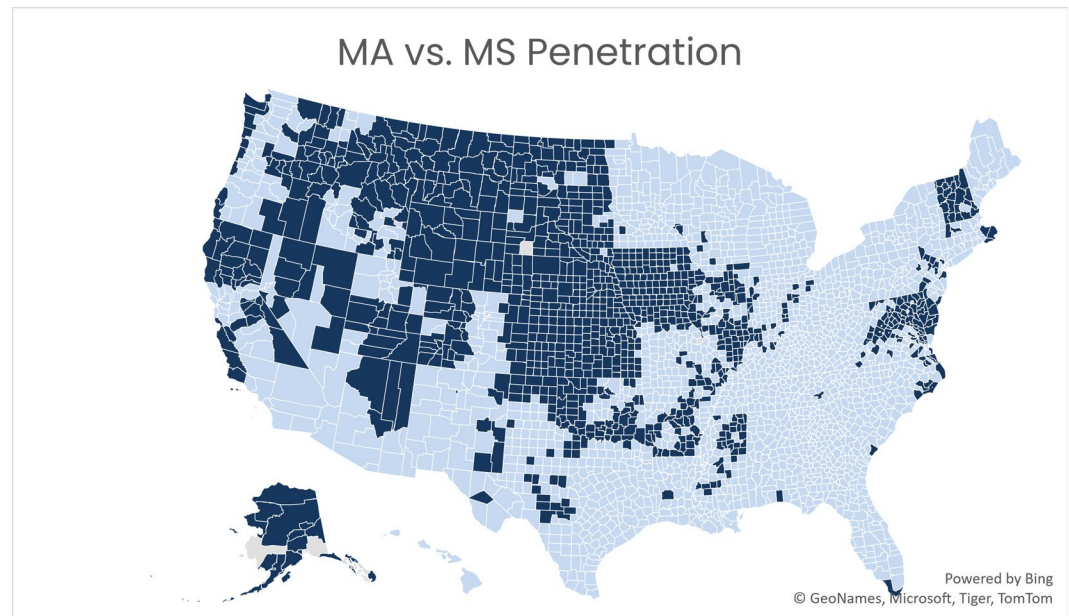 MA vs. MS Penetration
Powered by Bing
© GeoNames, Microsoft, Tiger, TomTom